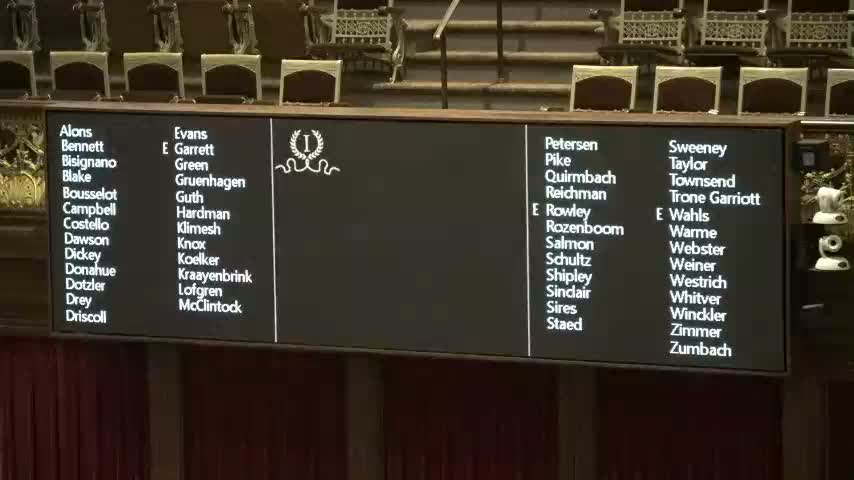 Alons
Bennett
Bisignano
Blake
Bousselot
Campbell
Costello
Dawson
Dickey
Donahue
Dotzler
Drey
Driscoll
Evans
E Garrett
Green
Gruenhagen
Guth
Hardman
Klimesh
Knox
Koelker
Kraayenbrink
Lofgren
McClintock
I
Petersen
Pike
Quirmbach
Reichman
E Rowley
Rozenboom
Salmon
Schultz
Shipley
Sinclair
Sires
Staed
Sweeney
Taylor
Townsend
Trone Garriott
E Wahls
Warme
Webster
Weiner
Westrich
Whitver
Winckler
Zimmer
Zumbach